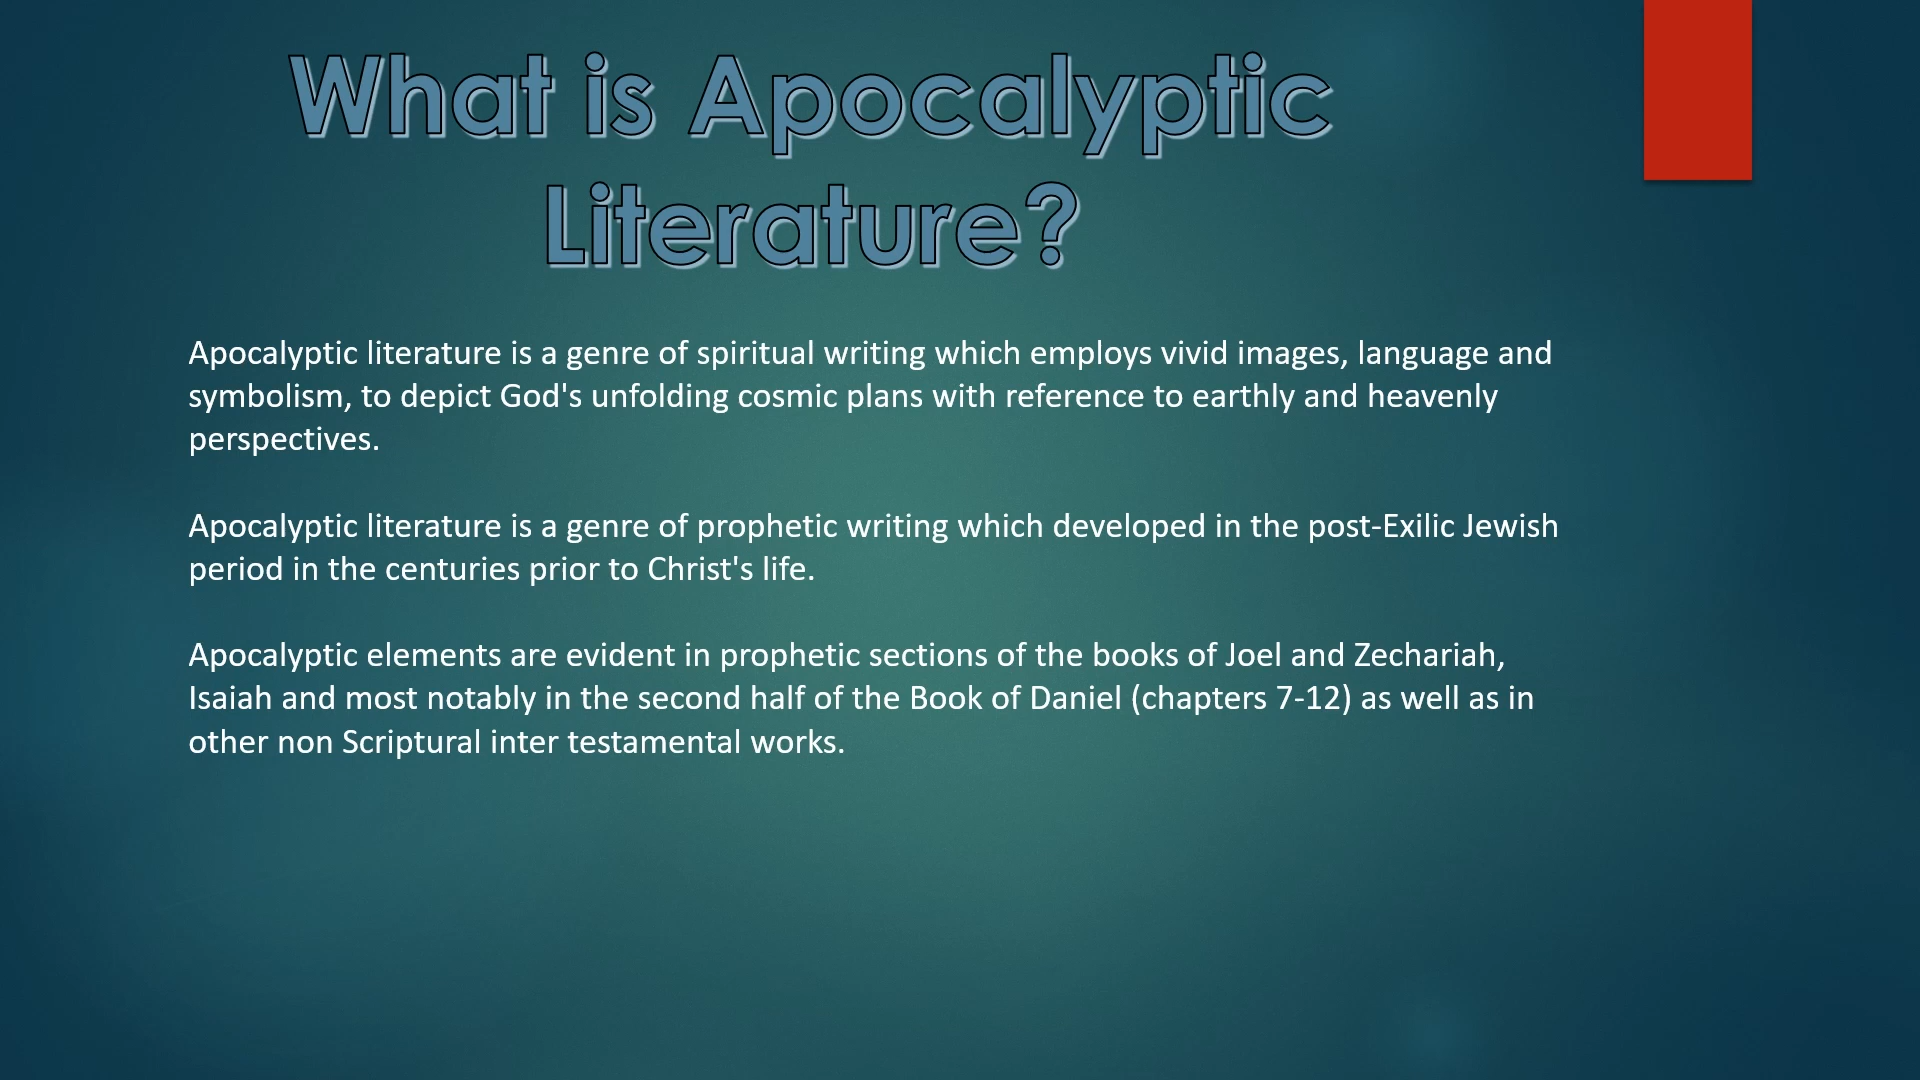 What is Apocalyptic
Literature?
Apocalyptic literature is a genre of spiritual writing which employs vivid images, language and
symbolism, to depict God's unfolding cosmic plans with reference to earthly and heavenly
perspectives.
Apocalyptic literature is a genre of prophetic writing which developed in the post-Exilic Jewish
period in the centuries prior to Christ's life.
Apocalyptic elements are evident in prophetic sections of the books of Joel and Zechariah,
Isaiah and most notably in the second half of the Book of Daniel (chapters 7-12) as well as in
other non Scriptural inter testamental works.